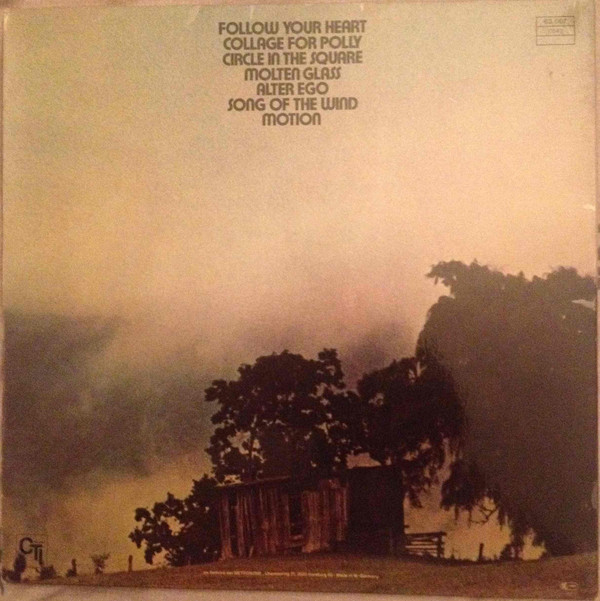 FOLLOW YOUR HEART
COLLAGE FOR POLLY
CIRCLE IN THE SQUARE
MOLTEN GLASS
ALTER EGO
SONG OF THE WIND
MOTION
CTI